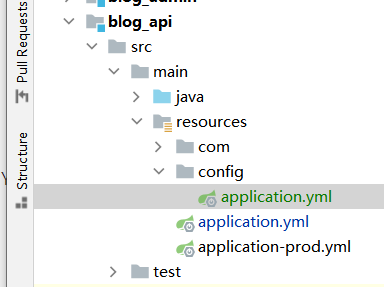 blog_admin
blog_api
src
main
java
resources
com
config
application.yml
application.yml
application-prod.yml
test
Pull Requests
Structure